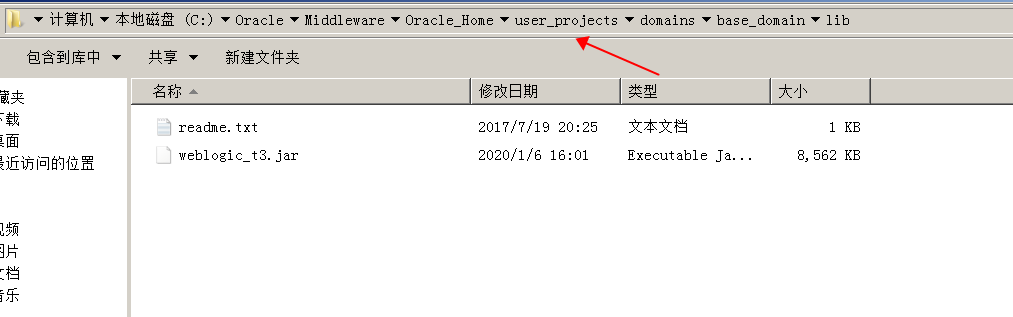 计算机 本地磁盘 (C:) Oracle Middleware Oracle_Home user_projects domains base_domain lib
包含到库中 共享 新建文件夹
名称 修改日期 类型 大小
藏夹
下载
桌面
最近访问的位置
视频
图片
文档
音乐
readme.txt 2017/7/19 20:25 文本文档 1 KB
weblogic_t3.jar 2020/1/6 16:01 Executable Ja... 8,562 KB